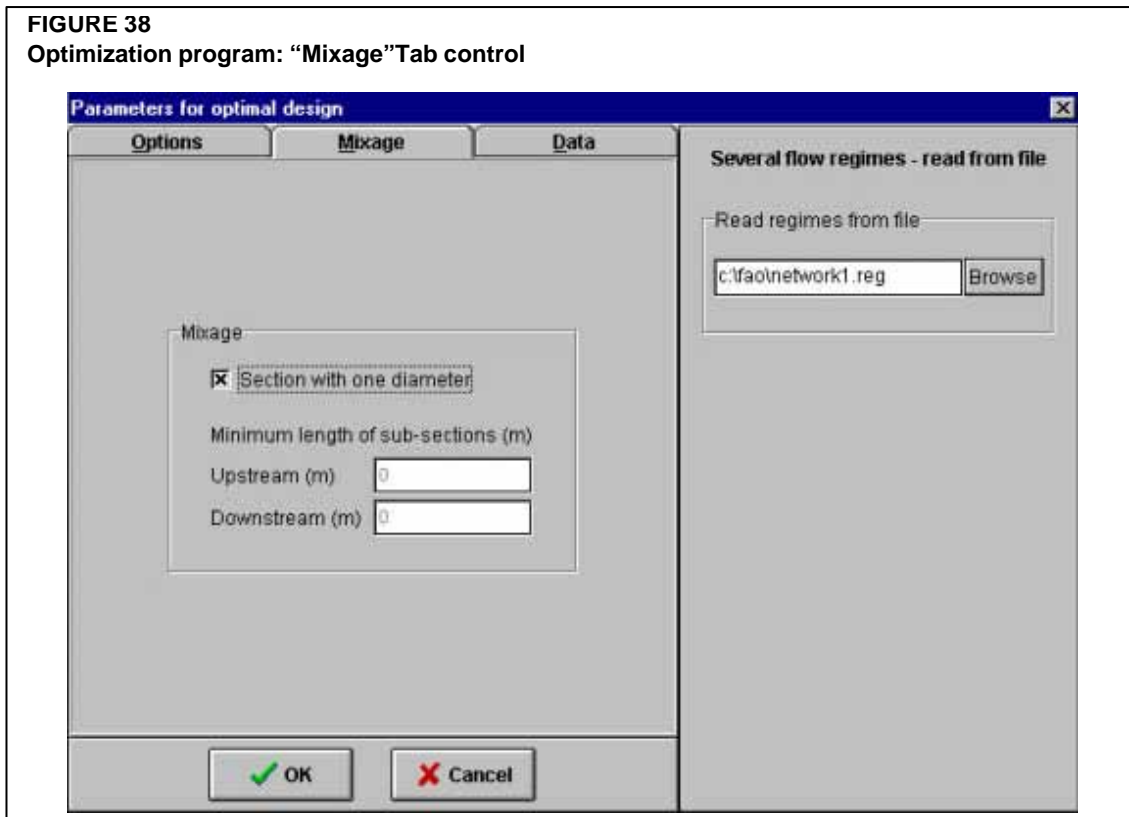 FIGURE 38
Optimization program: “Mixage”Tab control
Parameters for optimal design
Options
Mixage
Data
Several flow regimes - read from file
Read regimes from file
c:\fao\network1.reg
Browse
Mixage
Section with one diameter
Minimum length of sub-sections (m)
Upstream (m)
0
Downstream (m)
0
OK
Cancel